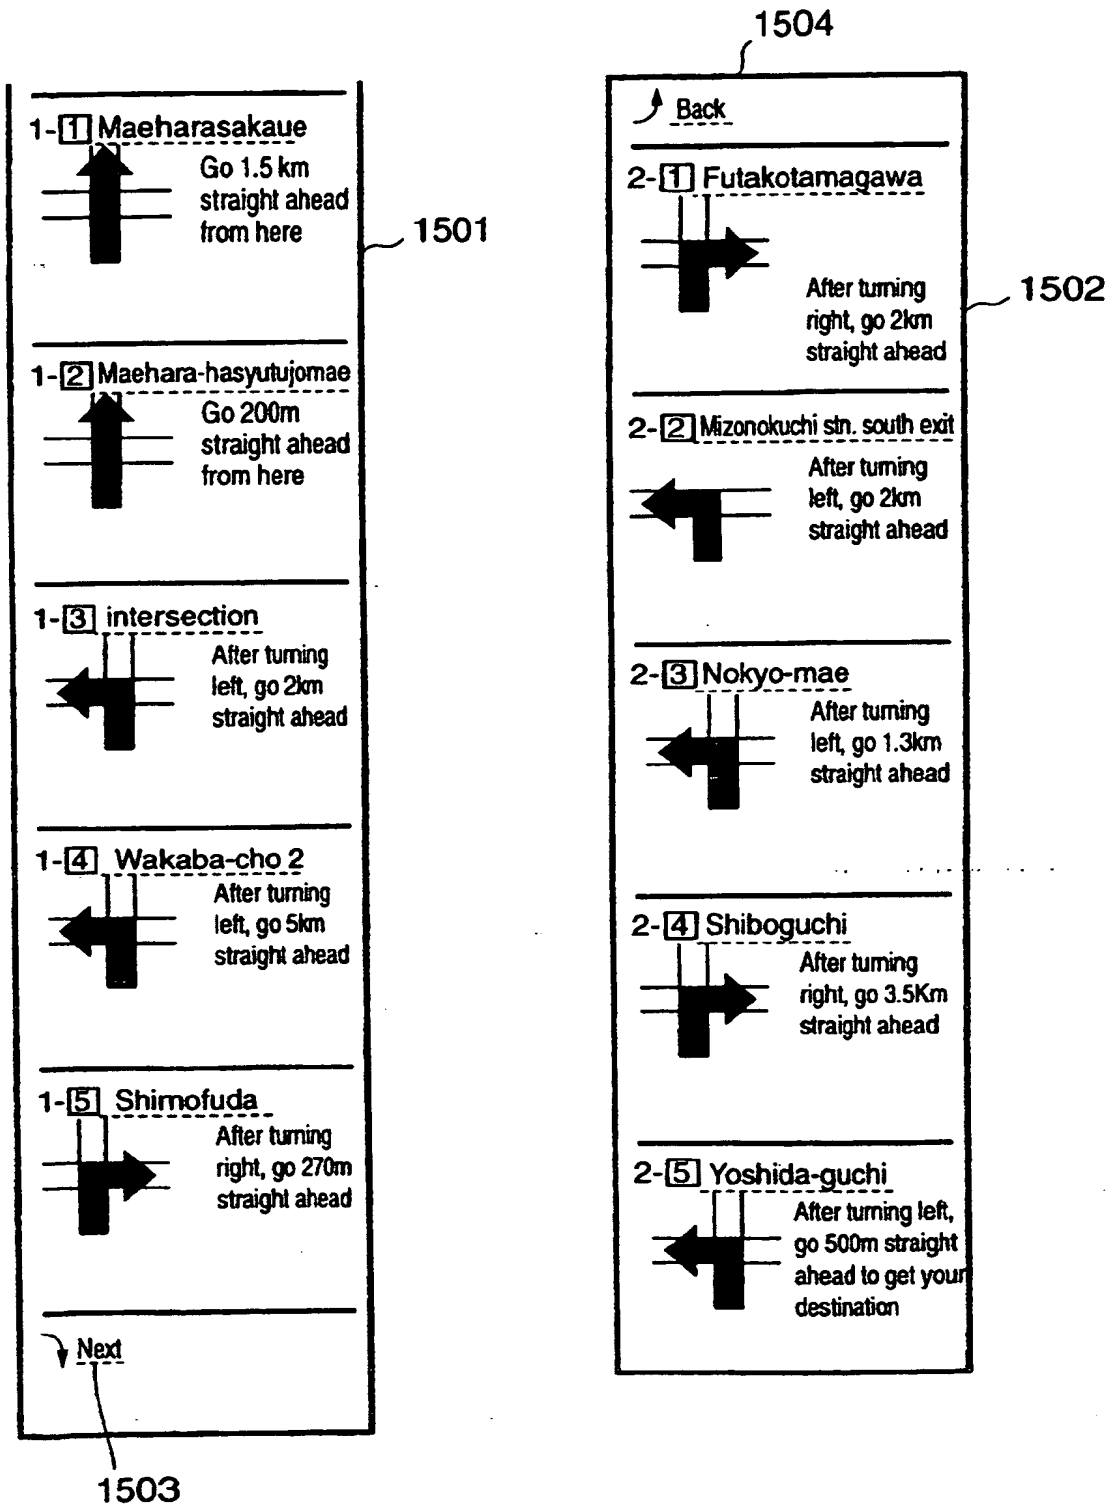 1504
1-1 Maeharasakaue
Go 1.5 km
straight ahead
from here
1501
1-2 Maehara-hasyutujomae
Go 200m
straight ahead
from here
1-3 intersection
After turning
left, go 2km
straight ahead
1-4 Wakaba-cho 2
After turning
left, go 5km
straight ahead
1-5 Shimofuda
After turning
right, go 270m
straight ahead
Next
1503
Back
2-1 Futakotamagawa
After turning
right, go 2km
straight ahead
1502
2-2 Mizonokuchi stn. south exit
After turning
left, go 2km
straight ahead
2-3 Nokyo-mae
After turning
left, go 1.3km
straight ahead
2-4 Shiboguchi
After turning
right, go 3.5Km
straight ahead
2-5 Yoshida-guchi
After turning left,
go 500m straight
ahead to get your
destination